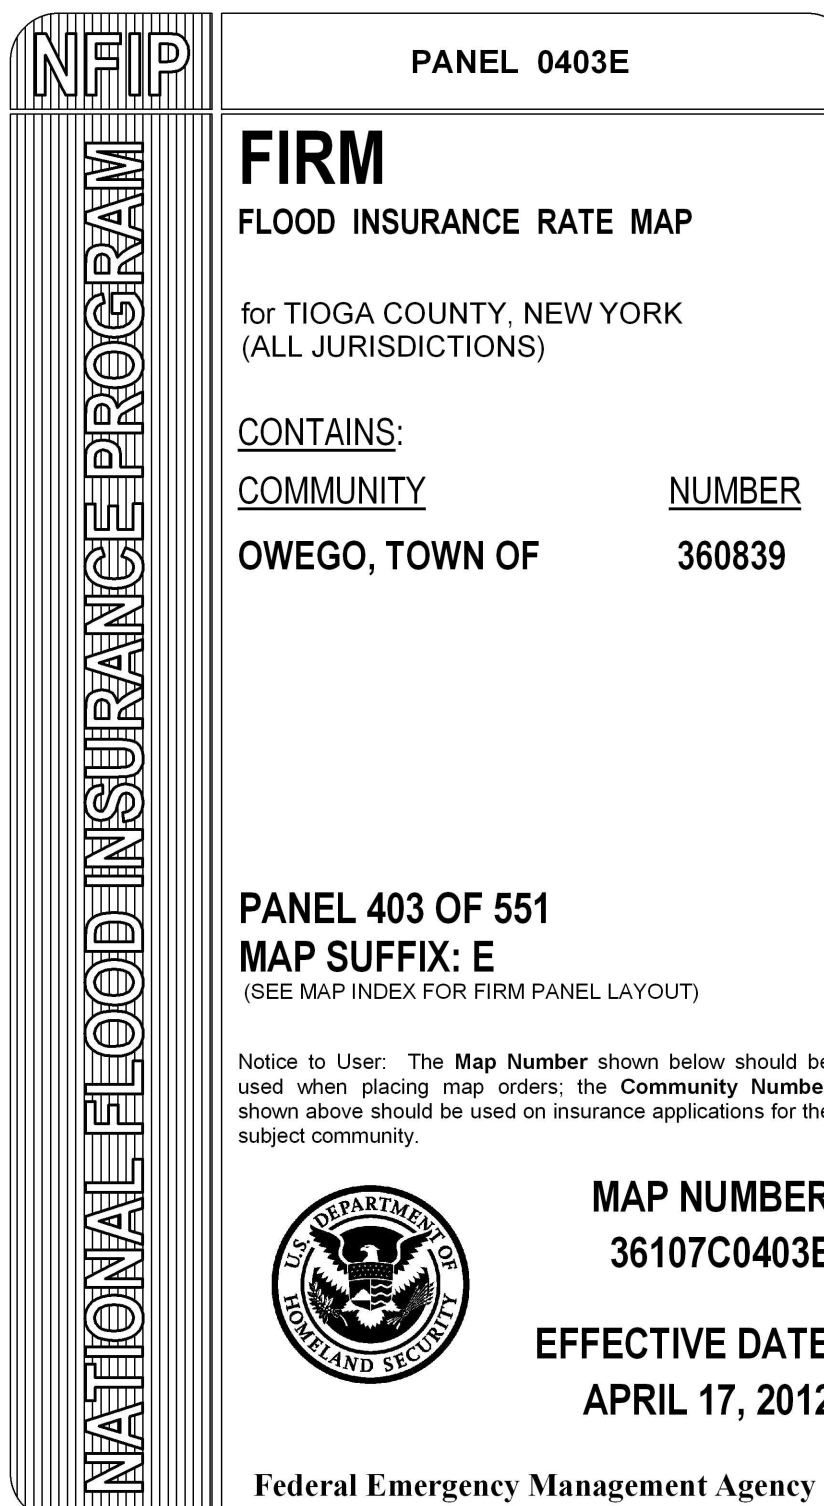 NFIP
PANEL 0403E
NATIONAL FLOOD INSURANCE PROGRAM
FIRM
FLOOD INSURANCE RATE MAP
for TIOGA COUNTY, NEW YORK
(ALL JURISDICTIONS)
CONTAINS:
COMMUNITY NUMBER
OWEGO, TOWN OF 360839
PANEL 403 OF 551
MAP SUFFIX: E
(SEE MAP INDEX FOR FIRM PANEL LAYOUT)
Notice to User: The Map Number shown below should be
used when placing map orders; the Community Number
shown above should be used on insurance applications for the
subject community.
U.S. DEPARTMENT OF HOMELAND SECURITY
MAP NUMBER
36107C0403E
EFFECTIVE DATE
APRIL 17, 2012
Federal Emergency Management Agency